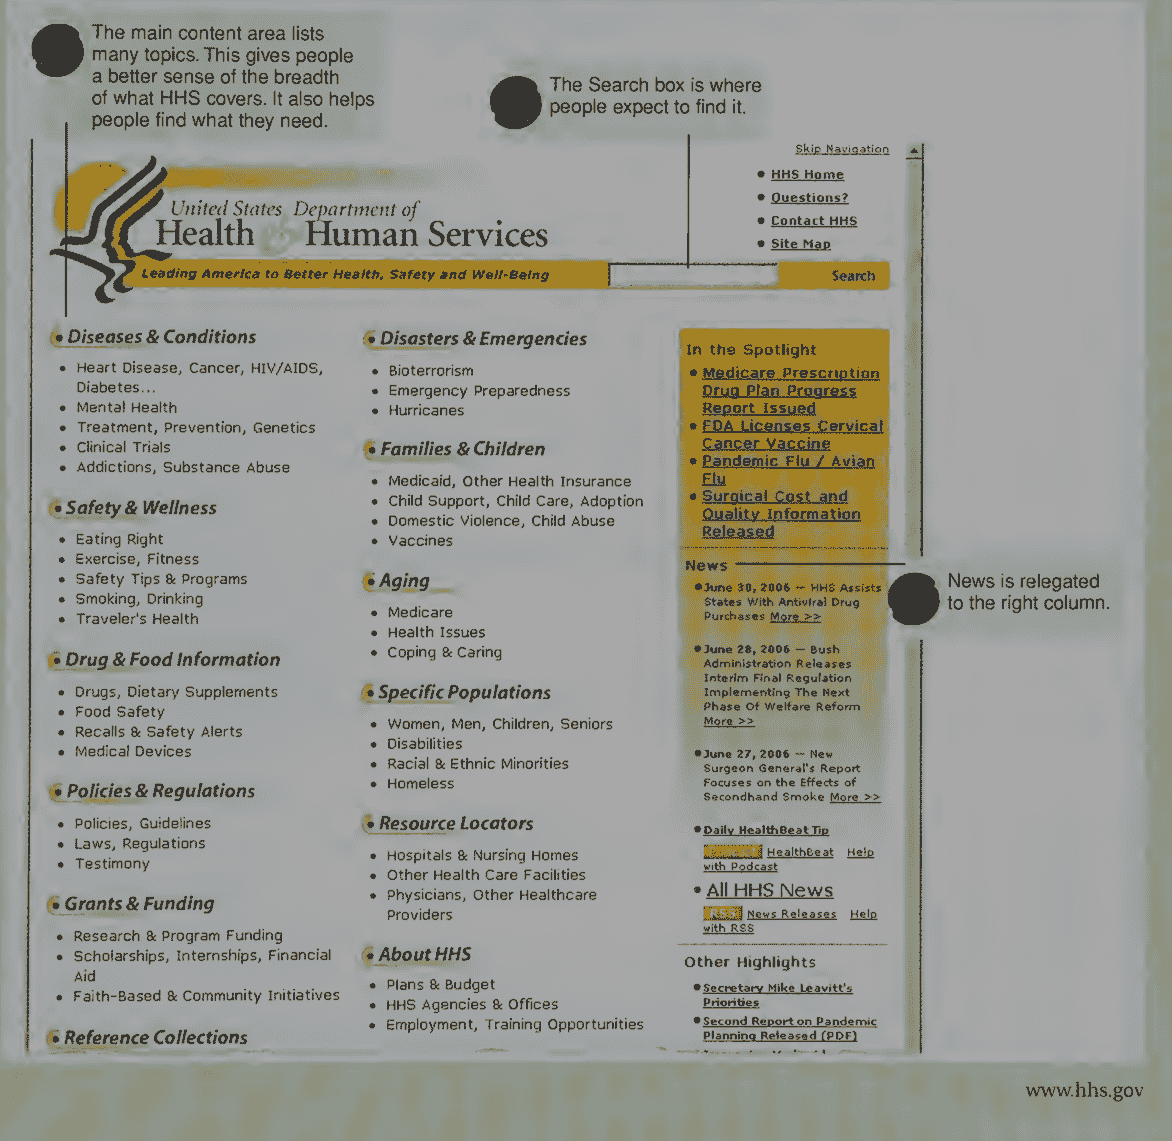 The main content area lists
many topics. This gives people
a better sense of the breadth
of what HHS covers. It also helps
people find what they need.
The Search box is where
people expect to find it.
Skip Navigation
HHS Home
Questions?
Contact HHS
Site Map
United States Department of
Health & Human Services
Leading America to Better Health, Safety and Well-Being
Search
• Diseases & Conditions
• Heart Disease, Cancer, HIV/AIDS,
Diabetes...
• Mental Health
• Treatment, Prevention, Genetics
• Clinical Trials
• Addictions, Substance Abuse
• Safety & Wellness
• Eating Right
• Exercise, Fitness
• Safety Tips & Programs
• Smoking, Drinking
• Traveler's Health
• Drug & Food Information
• Drugs, Dietary Supplements
• Food Safety
• Recalls & Safety Alerts
• Medical Devices
• Policies & Regulations
• Policies, Guidelines
• Laws, Regulations
• Testimony
• Grants & Funding
• Research & Program Funding
• Scholarships, Internships, Financial
Aid
• Faith-Based & Community Initiatives
• Reference Collections
• Disasters & Emergencies
• Bioterrorism
• Emergency Preparedness
• Hurricanes
• Families & Children
• Medicaid, Other Health Insurance
• Child Support, Child Care, Adoption
• Domestic Violence, Child Abuse
• Vaccines
• Aging
• Medicare
• Health Issues
• Coping & Caring
• Specific Populations
• Women, Men, Children, Seniors
• Disabilities
• Racial & Ethnic Minorities
• Homeless
• Resource Locators
• Hospitals & Nursing Homes
• Other Health Care Facilities
• Physicians, Other Healthcare
Providers
• About HHS
• Plans & Budget
• HHS Agencies & Offices
• Employment, Training Opportunities
In the Spotlight
• Medicare Prescription
Drug Plan Progress
Report Issued
• FDA Licenses Cervical
Cancer Vaccine
• Pandemic Flu / Avian
Flu
• Surgical Cost and
Quality Information
Released
News
• June 30, 2006 — HHS Assists
States With Antiviral Drug
Purchases More >>
• June 28, 2006 — Bush
Administration Releases
Interim Final Regulation
Implementing The Next
Phase Of Welfare Reform
More >>
• June 27, 2006 — New
Surgeon General's Report
Focuses on the Effects of
Secondhand Smoke More >>
• Daily HealthBeat Tip
HealthBeat Help
with Podcast
• All HHS News
RSS News Releases Help
with RSS
Other Highlights
• Secretary Mike Leavitt's
Priorities
• Second Report on Pandemic
Planning Released (PDF)
News is relegated
to the right column.
www.hhs.gov